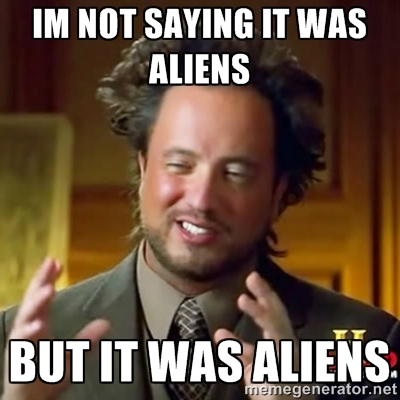 IM NOT SAYING IT WAS
ALIENS
BUT IT WAS ALIENS
memegenerator.net